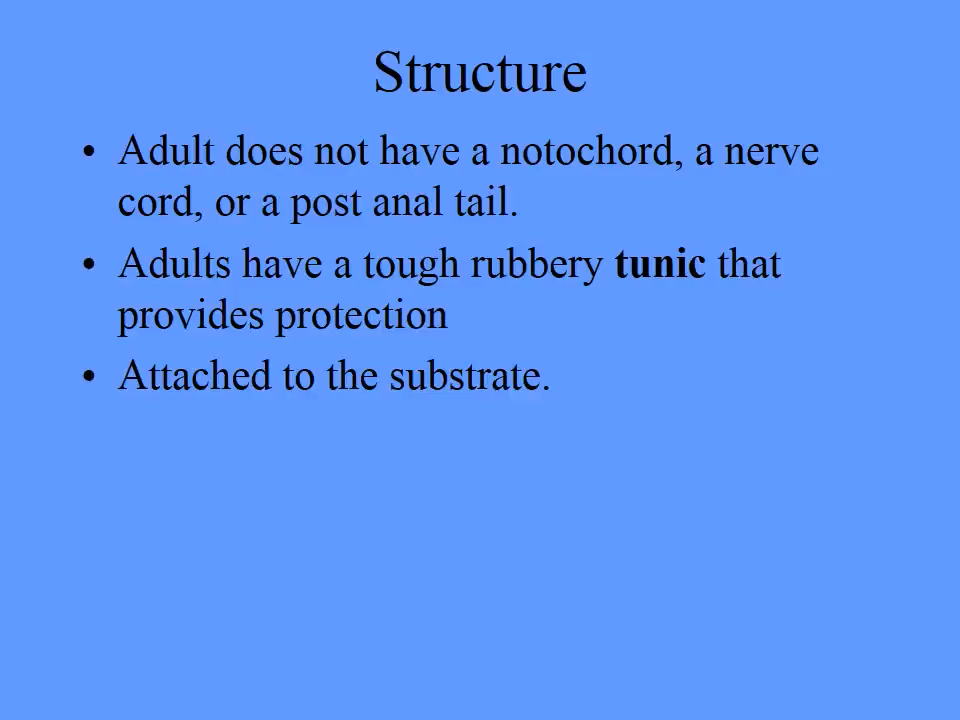 Structure
• Adult does not have a notochord, a nerve
cord, or a post anal tail.
• Adults have a tough rubbery tunic that
provides protection
• Attached to the substrate.